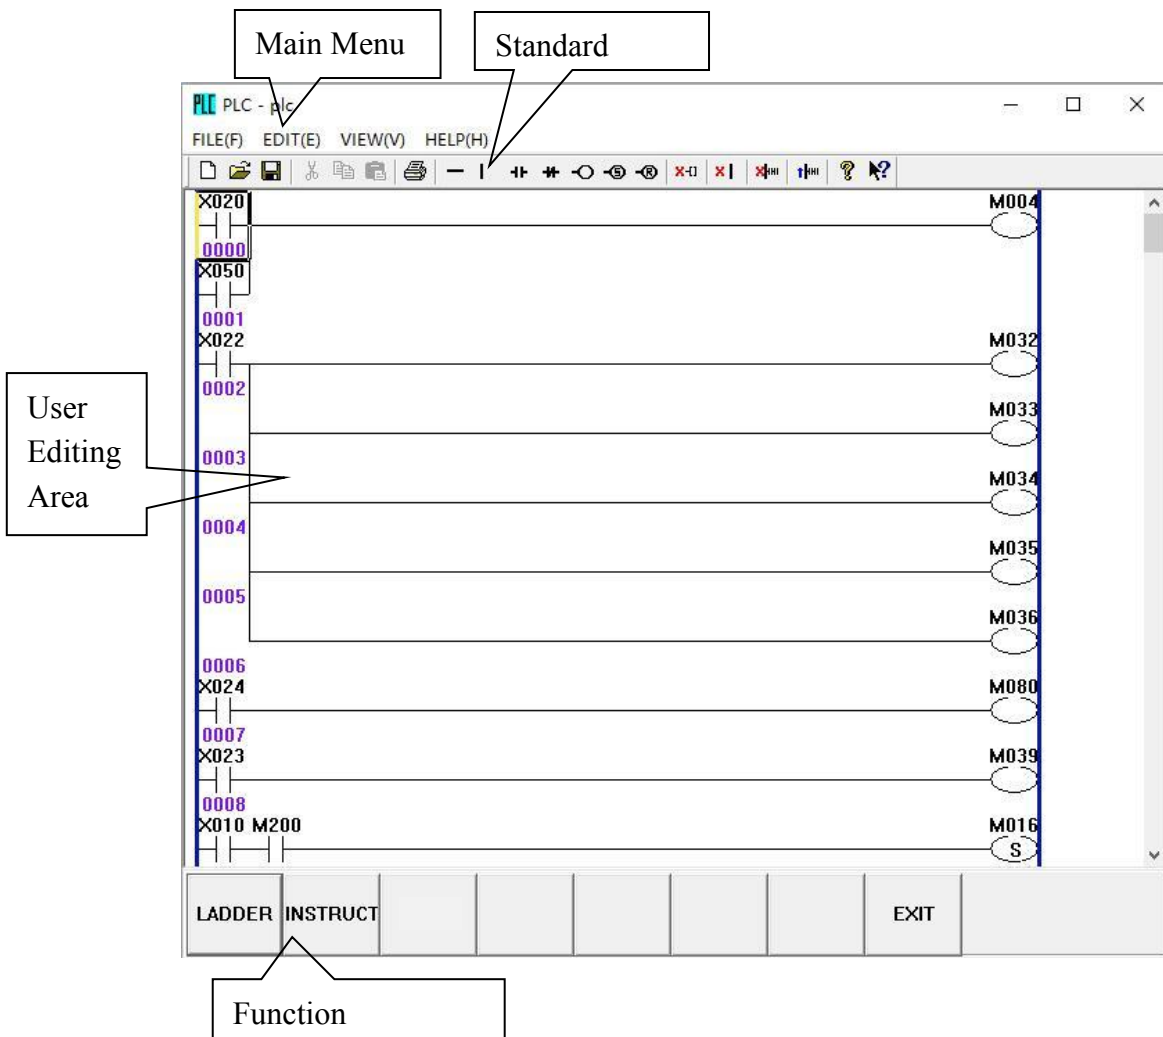 Main Menu
Standard
PLC PLC - plc
FILE(F) EDIT(E) VIEW(V) HELP(H)
X020 M004
0000
X050
0001
X022 M032
0002
M033
0003
M034
0004
M035
0005
M036
0006
X024 M080
0007
X023 M039
0008
X010 M200 M016
S
User
Editing
Area
LADDER INSTRUCT EXIT
Function